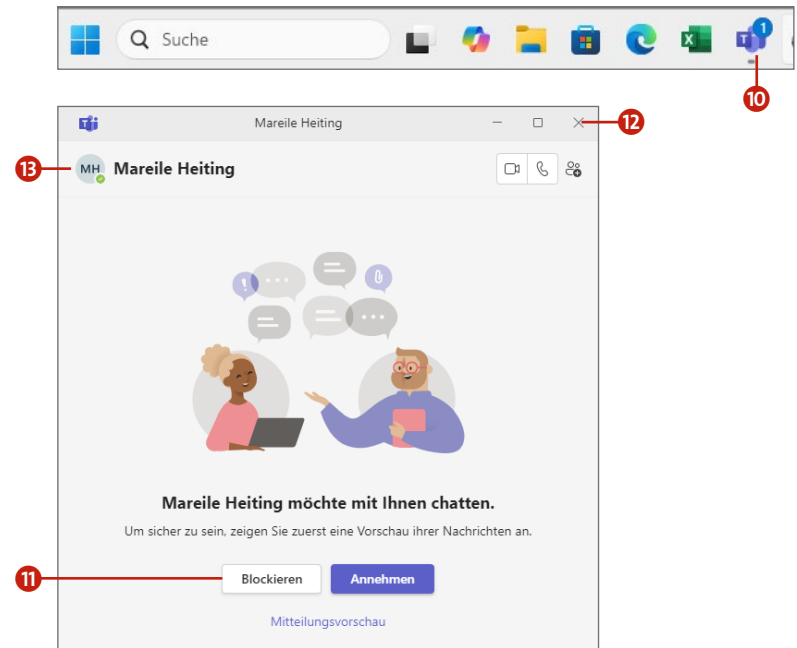 Suche
1
10
Mareile Heiting
12
13
MH Mareile Heiting
Mareile Heiting möchte mit Ihnen chatten.
Um sicher zu sein, zeigen Sie zuerst eine Vorschau ihrer Nachrichten an.
11
Blockieren Annehmen
Mitteilungsvorschau